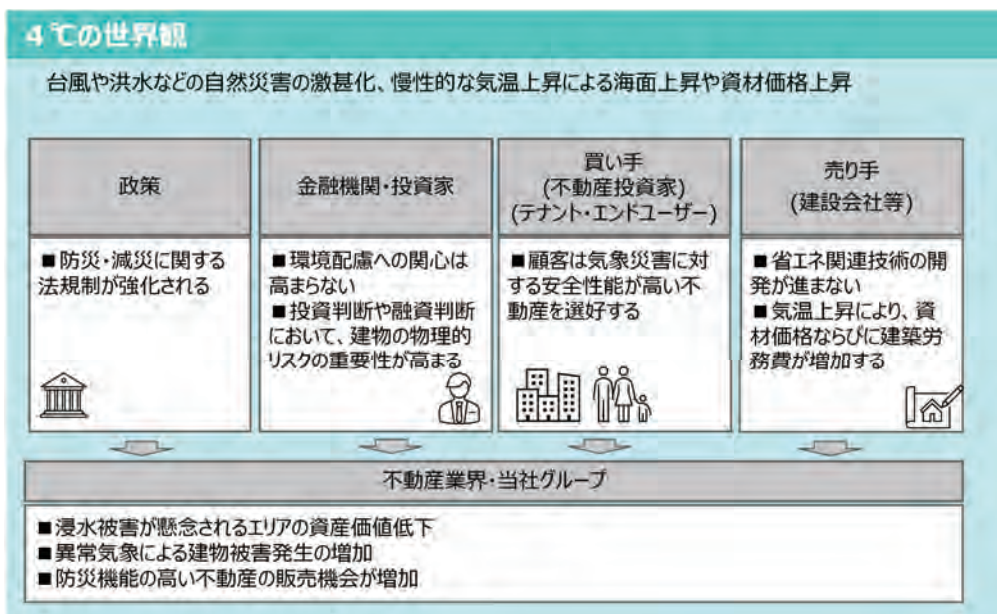 4℃の世界観
台風や洪水などの自然災害の激甚化、慢性的な気温上昇による海面上昇や資材価格上昇
政策
■防災・減災に関する
法規制が強化される
金融機関・投資家
■環境配慮への関心は
高まらない
■投資判断や融資判断
において、建物の物理的
リスクの重要性が高まる
買い手
(不動産投資家)
(テナント・エンドユーザー)
■顧客は気象災害に対
する安全性能が高い不
動産を選好する
売り手
(建設会社等)
■省エネ関連技術の開
発が進まない
■気温上昇により、資
材価格ならびに建築労
務費が増加する
不動産業界・当社グループ
■浸水被害が懸念されるエリアの資産価値低下
■異常気象による建物被害発生の増加
■防災機能の高い不動産の販売機会が増加